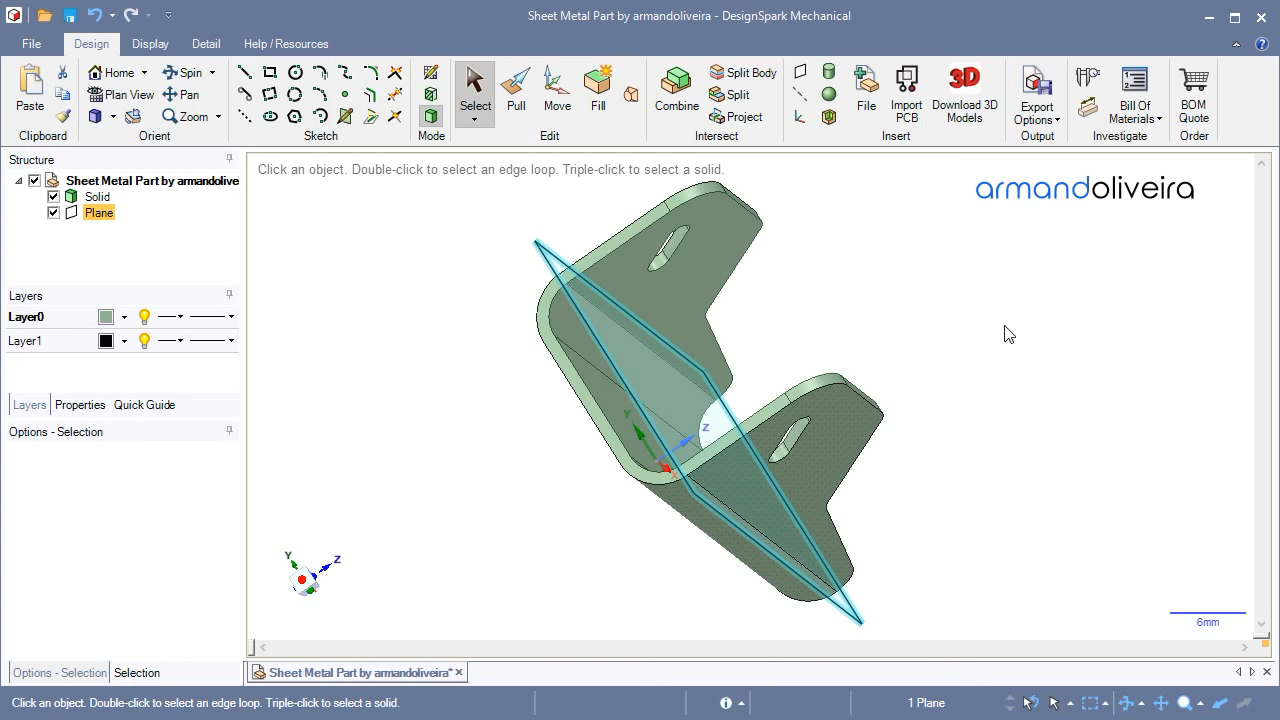 Sheet Metal Part by armandoliveira - DesignSpark Mechanical
File Design Display Detail Help / Resources
Paste
Clipboard
Home Spin
Plan View Pan
Zoom
Orient
Sketch
Mode
Select Pull Move Fill
Edit
Combine Split Body
Split
Project
Intersect
File Import PCB 3D Download 3D Models
Insert
Export Options
Output
Bill Of Materials
Investigate
BOM Quote
Order
Structure
Sheet Metal Part by armandolive
Solid
Plane
Layers
Layer0
Layer1
Layers Properties Quick Guide
Options - Selection
Options - Selection Selection
Click an object. Double-click to select an edge loop. Triple-click to select a solid.
armandoliveira
Y Z X
Y Z
6mm
Sheet Metal Part by armandoliveira*
Click an object. Double-click to select an edge loop. Triple-click to select a solid. 1 Plane